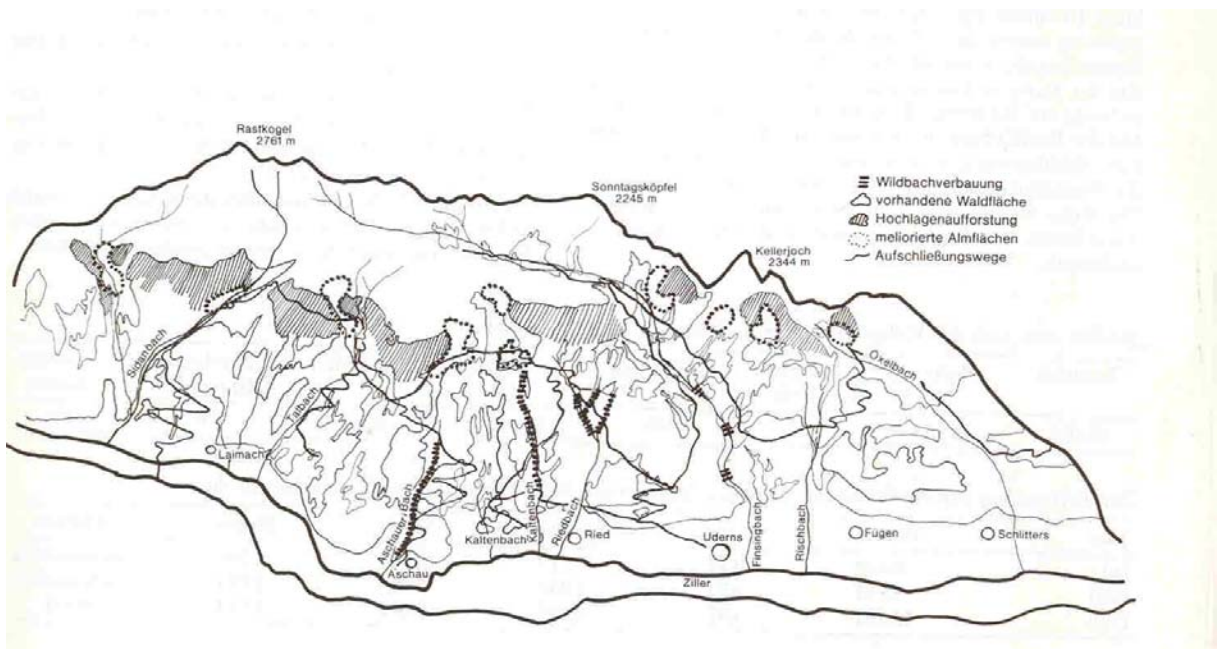 Rastkogel
2761 m
Sonntagsköpfel
2245 m
Kellerjoch
2344 m
Wildbachverbauung
vorhandene Waldfläche
Hochlagenaufforstung
meliorierte Almflächen
Aufschließungswege
Sidanbach
Talbach
Laimach
Aschauer Bach
Aschau
Kaltenbach
Kaltenbach
Riedbach
Ried
Uderns
Finsingbach
Rischbach
Fügen
Schlitters
Öxelbach
Ziller